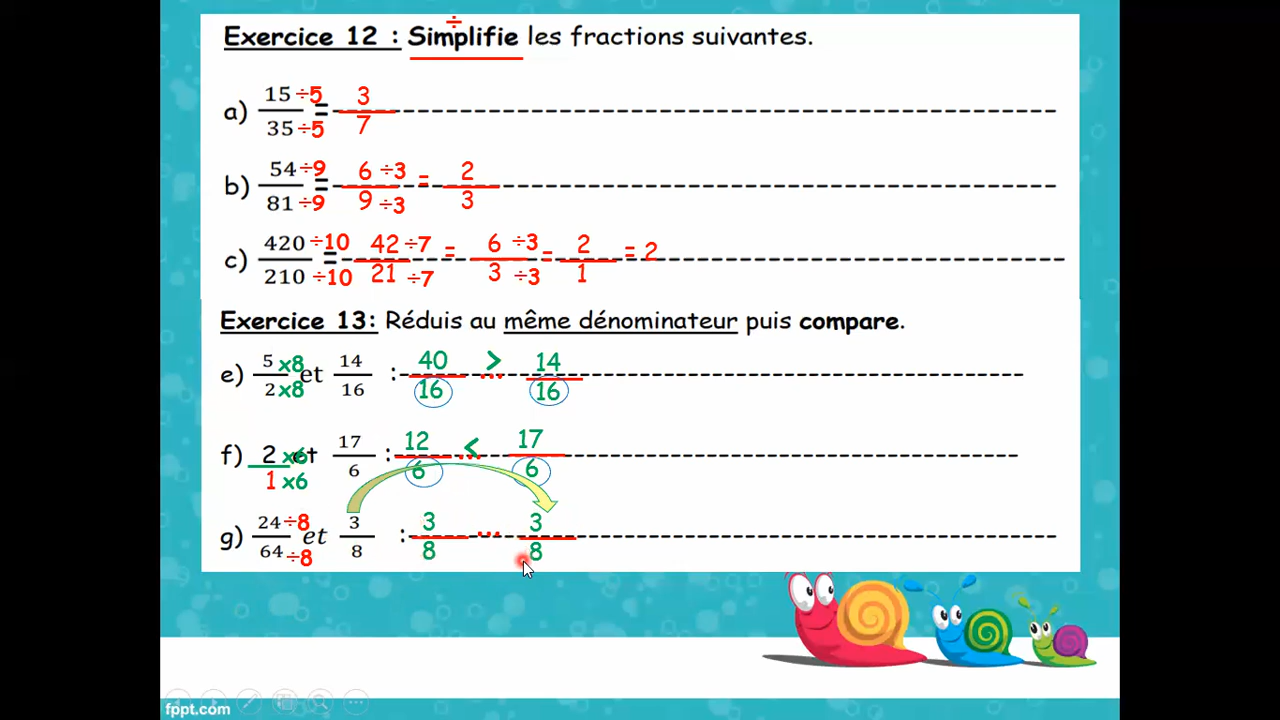 ÷
Exercice 12 : Simplifie les fractions suivantes.
a) 15 ÷5 / 35 ÷5 = 3 / 7
b) 54 ÷9 / 81 ÷9 = 6 ÷3 / 9 ÷3 = 2 / 3
c) 420 ÷10 / 210 ÷10 = 42 ÷7 / 21 ÷7 = 6 ÷3 / 3 ÷3 = 2 / 1 = 2
Exercice 13: Réduis au même dénominateur puis compare.
e) 5 x8 / 2 x8 et 14 / 16 : 40 / 16 > ... 14 / 16
f) 2 x6 / 1 x6 et 17 / 6 : 12 / 6 < ... 17 / 6
g) 24 ÷8 / 64 ÷8 et 3 / 8 : 3 / 8 ... 3 / 8
fppt.com